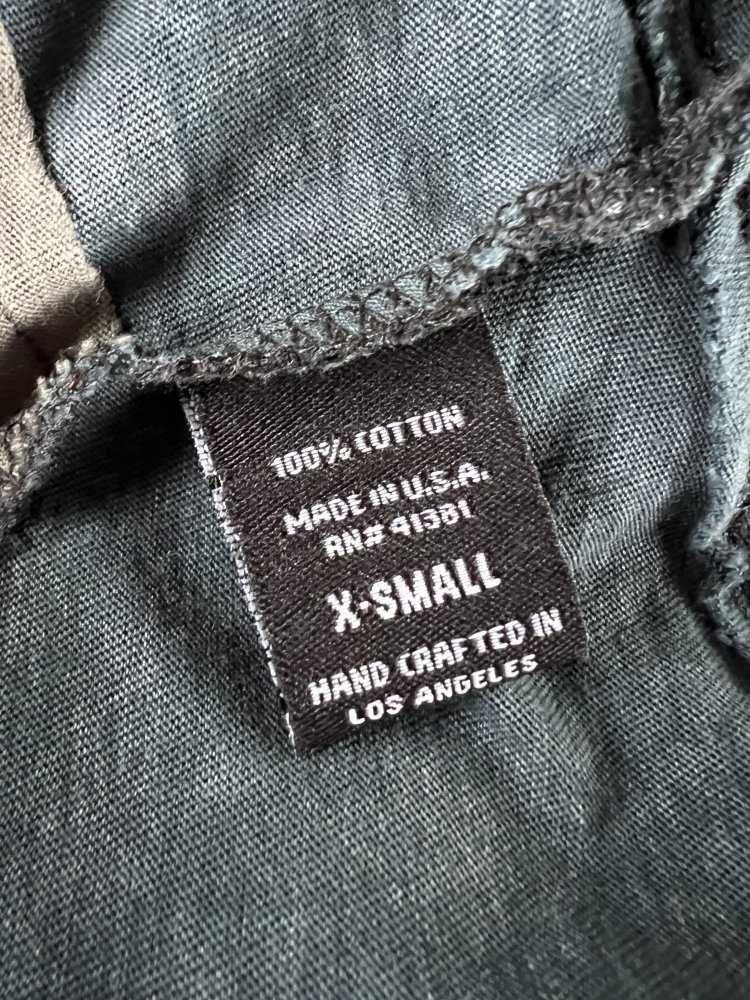 100% COTTON
MADE IN U.S.A.
RN# 41381
X-SMALL
HAND CRAFTED IN
LOS ANGELES